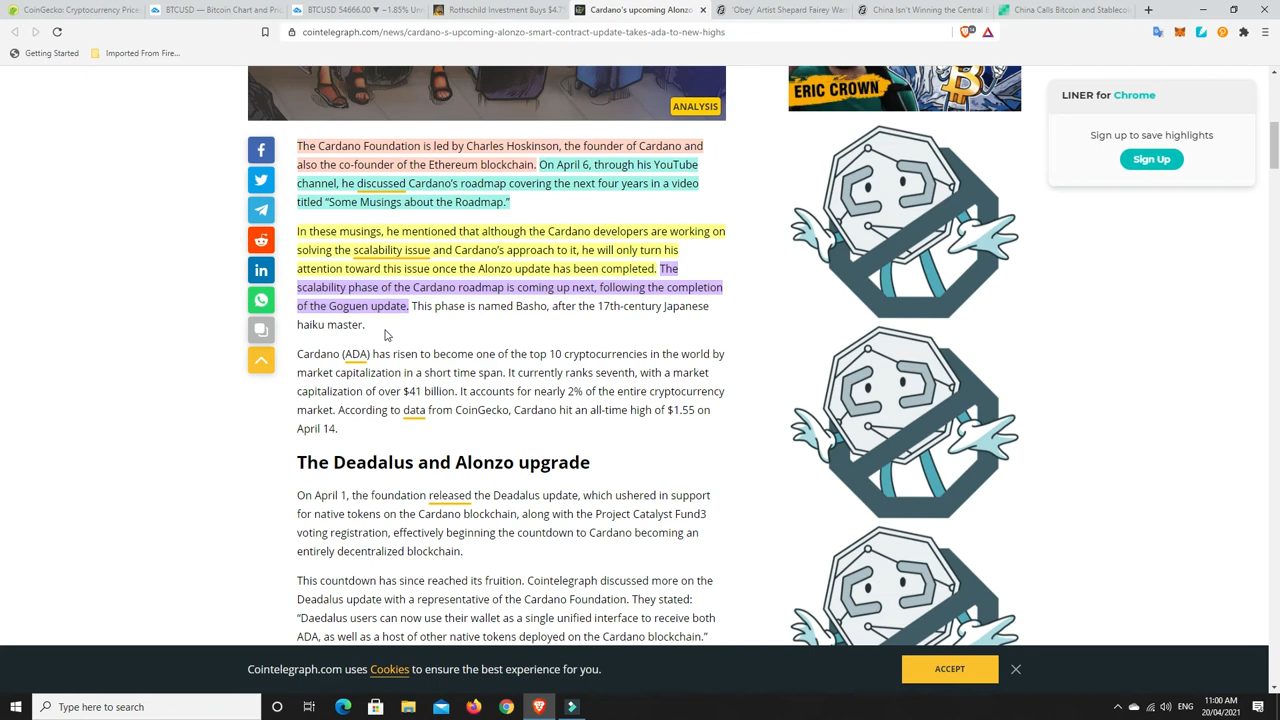 CoinGecko: Cryptocurrency Price
BTCUSD — Bitcoin Chart and Pric
BTCUSD 54666.00 ▼ −1.85% Unn
Rothschild Investment Buys $4.7
Cardano's upcoming Alonzo
'Obey' Artist Shepard Fairey Wan
China Isn't Winning the Central B
China Calls Bitcoin and Stablecoi
cointelegraph.com/news/cardano-s-upcoming-alonzo-smart-contract-update-takes-ada-to-new-highs
Getting Started
Imported From Fire...
ANALYSIS
ERIC CROWN
LINER for Chrome
Sign up to save highlights
Sign Up
The Cardano Foundation is led by Charles Hoskinson, the founder of Cardano and
also the co-founder of the Ethereum blockchain. On April 6, through his YouTube
channel, he discussed Cardano's roadmap covering the next four years in a video
titled “Some Musings about the Roadmap.”
In these musings, he mentioned that although the Cardano developers are working on
solving the scalability issue and Cardano's approach to it, he will only turn his
attention toward this issue once the Alonzo update has been completed. The
scalability phase of the Cardano roadmap is coming up next, following the completion
of the Goguen update. This phase is named Basho, after the 17th-century Japanese
haiku master.
Cardano (ADA) has risen to become one of the top 10 cryptocurrencies in the world by
market capitalization in a short time span. It currently ranks seventh, with a market
capitalization of over $41 billion. It accounts for nearly 2% of the entire cryptocurrency
market. According to data from CoinGecko, Cardano hit an all-time high of $1.55 on
April 14.
The Deadalus and Alonzo upgrade
On April 1, the foundation released the Deadalus update, which ushered in support
for native tokens on the Cardano blockchain, along with the Project Catalyst Fund3
voting registration, effectively beginning the countdown to Cardano becoming an
entirely decentralized blockchain.
This countdown has since reached its fruition. Cointelegraph discussed more on the
Deadalus update with a representative of the Cardano Foundation. They stated:
“Daedalus users can now use their wallet as a single unified interface to receive both
ADA, as well as a host of other native tokens deployed on the Cardano blockchain.”
Cointelegraph.com uses Cookies to ensure the best experience for you.
ACCEPT
Type here to search
ENG
11:00 AM
20/04/2021